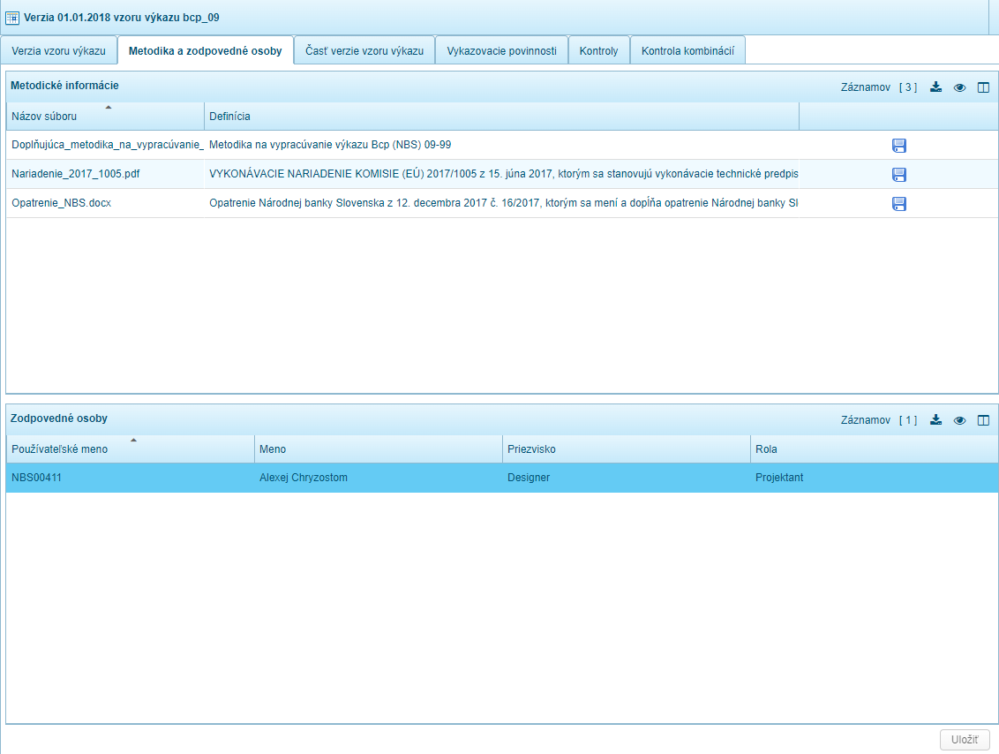 Verzia 01.01.2018 vzoru výkazu bcp_09
Verzia vzoru výkazu Metodika a zodpovedné osoby Časť verzie vzoru výkazu Vykazovacie povinnosti Kontroly Kontrola kombinácií
Metodické informácie Záznamov [ 3 ]
Názov súboru Definícia
Doplňujúca_metodika_na_vypracúvanie_ Metodika na vypracúvanie výkazu Bcp (NBS) 09-99
Nariadenie_2017_1005.pdf VYKONÁVACIE NARIADENIE KOMISIE (EÚ) 2017/1005 z 15. júna 2017, ktorým sa stanovujú vykonávacie technické predpis
Opatrenie_NBS.docx Opatrenie Národnej banky Slovenska z 12. decembra 2017 č. 16/2017, ktorým sa mení a dopĺňa opatrenie Národnej banky Sl
Zodpovedné osoby Záznamov [ 1 ]
Používateľské meno Meno Priezvisko Rola
NBS00411 Alexej Chryzostom Designer Projektant
Uložiť